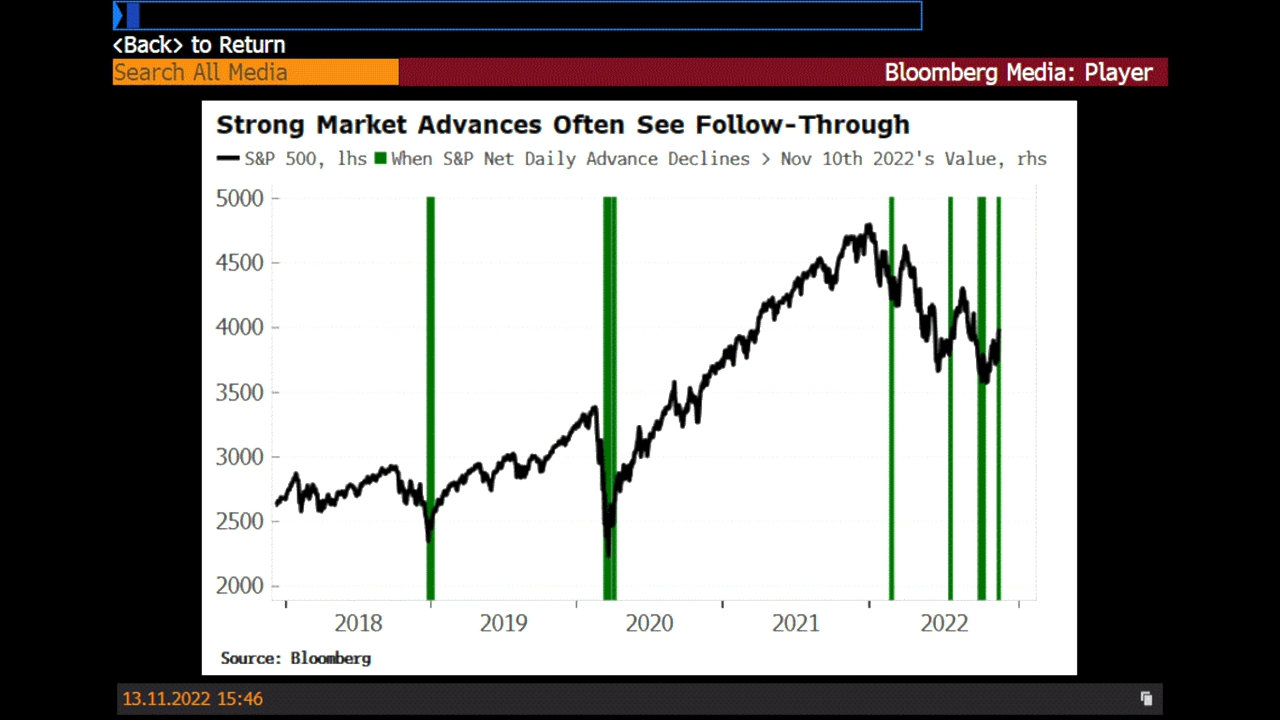 <Back> to Return
Search All Media
Bloomberg Media: Player
Strong Market Advances Often See Follow-Through
S&P 500, lhs When S&P Net Daily Advance Declines > Nov 10th 2022's Value, rhs
5000
4500
4000
3500
3000
2500
2000
2018 2019 2020 2021 2022
Source: Bloomberg
13.11.2022 15:46